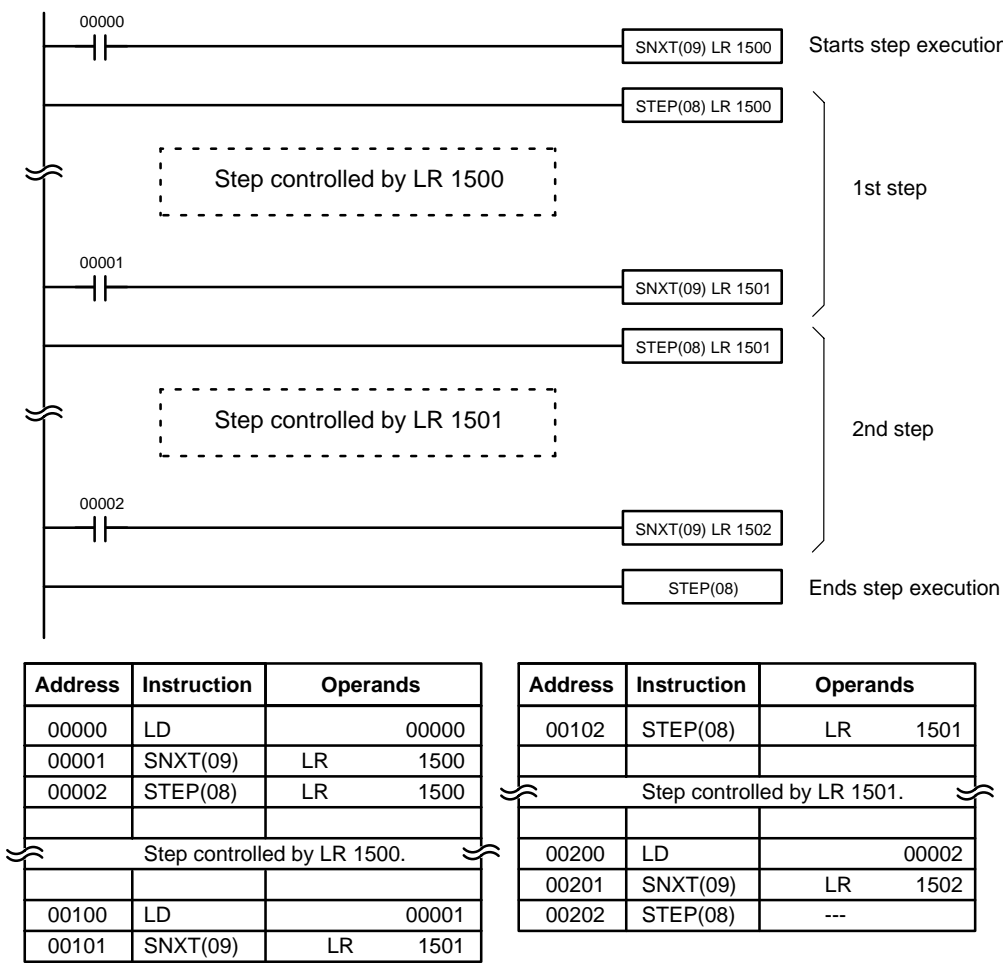 00000
SNXT(09) LR 1500 Starts step execution
STEP(08) LR 1500
Step controlled by LR 1500
1st step
00001
SNXT(09) LR 1501
STEP(08) LR 1501
Step controlled by LR 1501
2nd step
00002
SNXT(09) LR 1502
STEP(08) Ends step execution
Address Instruction Operands
00000 LD 00000
00001 SNXT(09) LR 1500
00002 STEP(08) LR 1500
Step controlled by LR 1500.
00100 LD 00001
00101 SNXT(09) LR 1501
Address Instruction Operands
00102 STEP(08) LR 1501
Step controlled by LR 1501.
00200 LD 00002
00201 SNXT(09) LR 1502
00202 STEP(08) ---